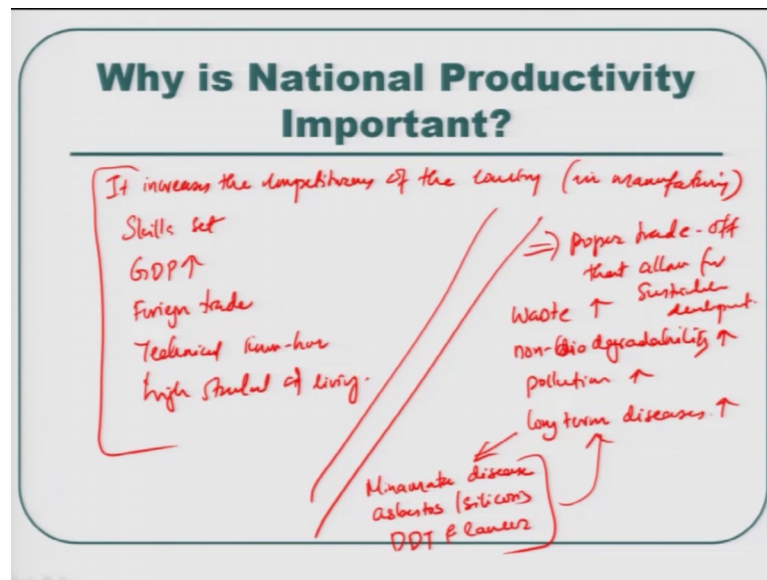 Why is National Productivity
Important?
It increases the competitiveness of the country (in manufacturing)
Skills set
GDP↑
Foreign trade
Technical know-how
high standard of living.
⇒ proper trade-off
that allow for
Sustainable
development.
Waste ↑
non-biodegradability ↑
pollution ↑
long term diseases ↑
Minamata disease
asbestos / silicosis
DDT & Cancer